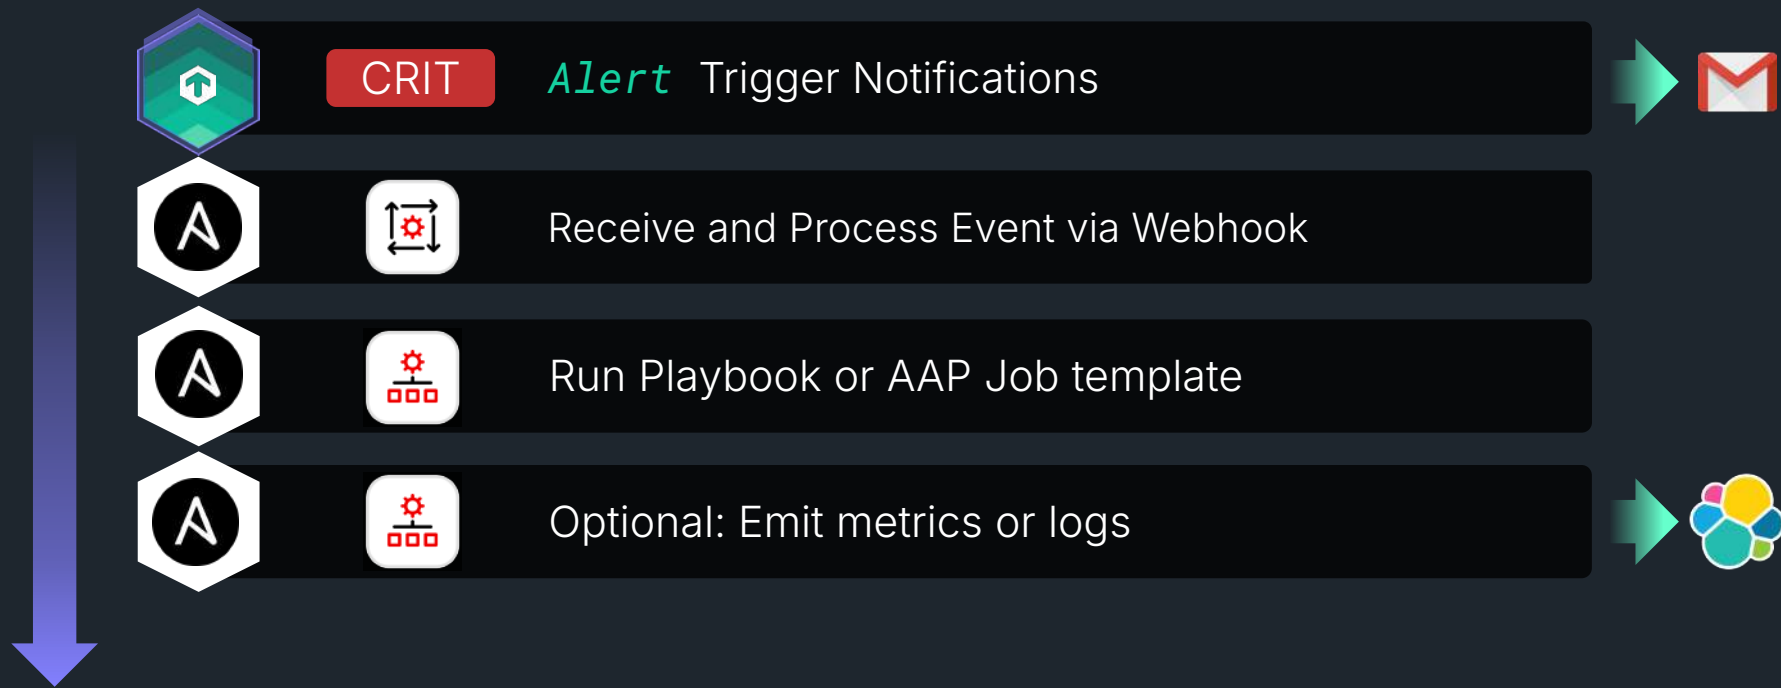 CRIT Alert Trigger Notifications
Receive and Process Event via Webhook
Run Playbook or AAP Job template
Optional: Emit metrics or logs